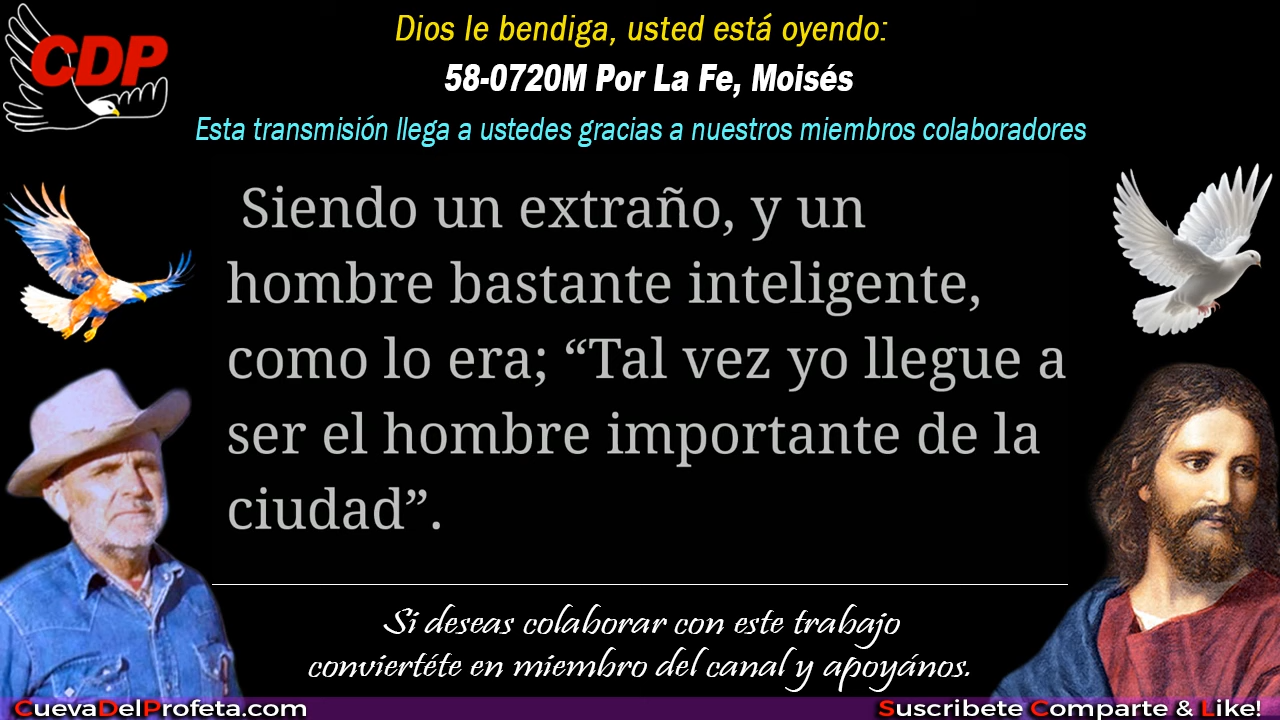 CDP
Dios le bendiga, usted está oyendo:
58-0720M Por La Fe, Moisés
Esta transmisión llega a ustedes gracias a nuestros miembros colaboradores
Siendo un extraño, y un
hombre bastante inteligente,
como lo era; “Tal vez yo llegue a
ser el hombre importante de la
ciudad”.
Si deseas colaborar con este trabajo
conviertéte en miembro del canal y apoyános.
CuevaDelProfeta.com
Suscribete Comparte & Like!